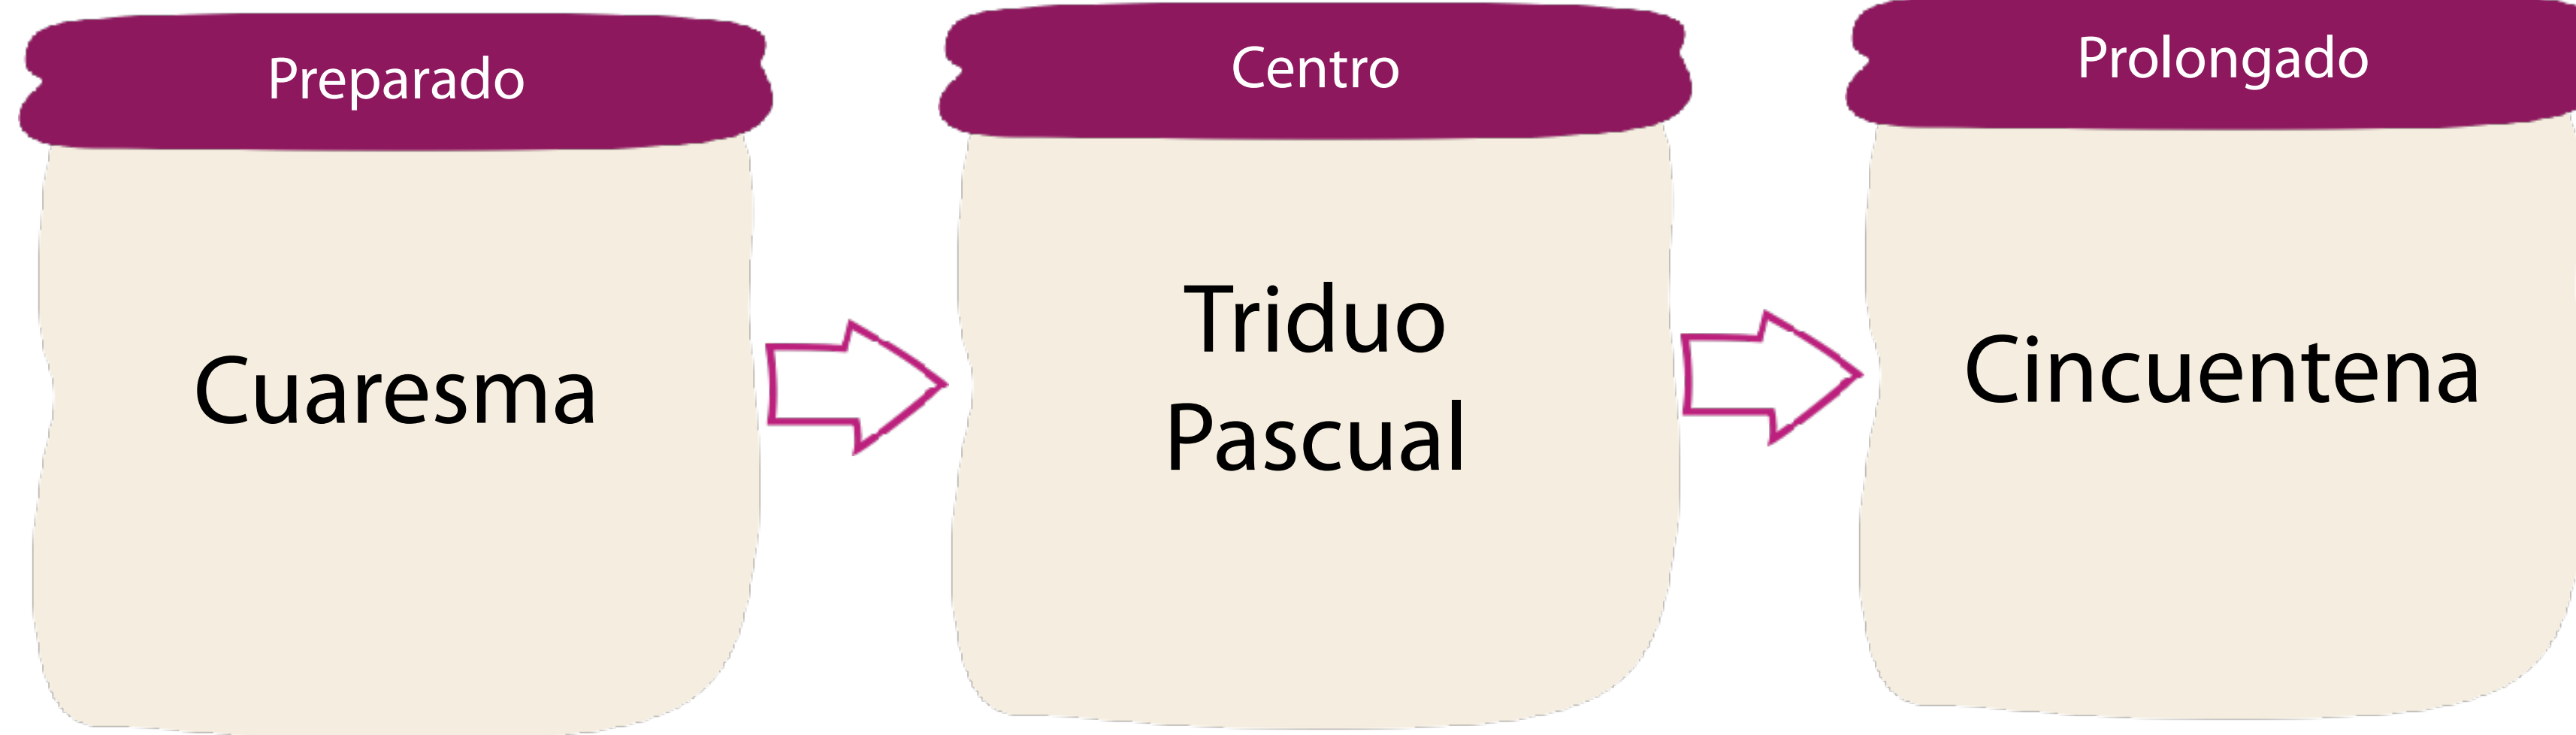 Preparado
Cuaresma
Centro
Triduo
Pascual
Prolongado
Cincuentena